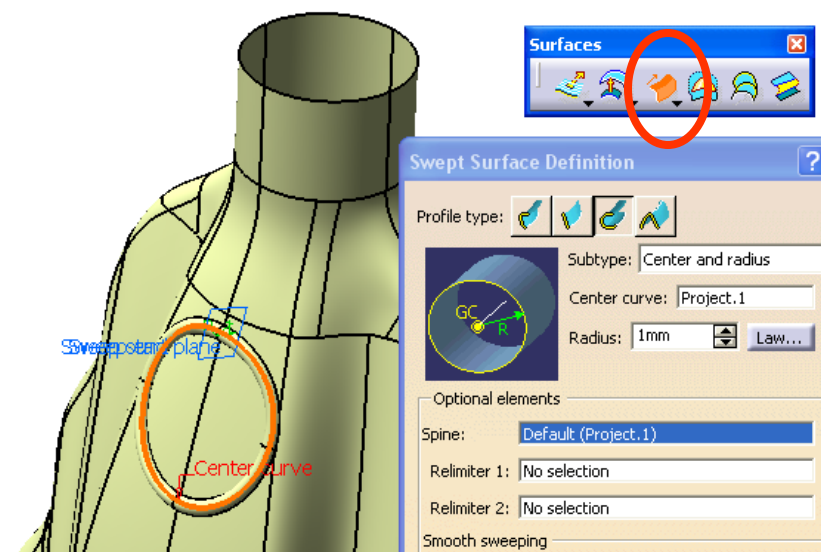 Surfaces
Swept Surface Definition
?
Profile type:
Subtype: Center and radius
Center curve: Project.1
Radius: 1mm Law...
GC
R
Optional elements
Spine: Default (Project.1)
Relimiter 1: No selection
Relimiter 2: No selection
Smooth sweeping
plane
Center curve